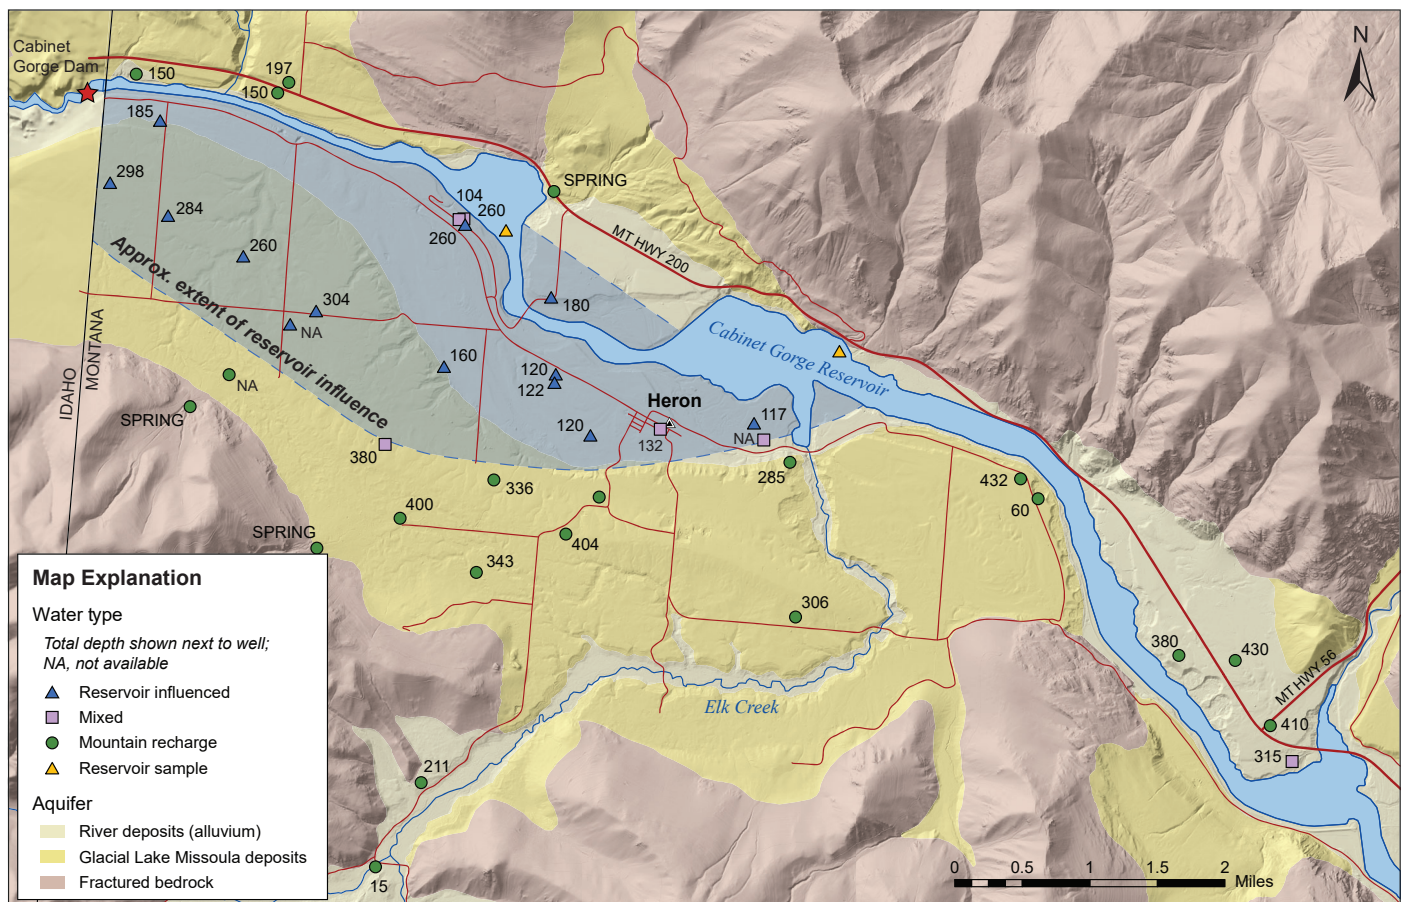 Cabinet
Gorge Dam
150
197
150
N
185
SPRING
298
104
260
284
260
MT HWY 200
260
Approx. extent of reservoir influence
304
180
NA
Cabinet Gorge Reservoir
IDAHO
MONTANA
160
120
122
NA
Heron
SPRING
117
120
NA
132
380
285
336
432
400
60
SPRING
404
343
306
380
430
MT HWY 56
Elk Creek
410
315
211
15
Map Explanation
Water type
Total depth shown next to well;
NA, not available
Reservoir influenced
Mixed
Mountain recharge
Reservoir sample
Aquifer
River deposits (alluvium)
Glacial Lake Missoula deposits
Fractured bedrock
0 0.5 1 1.5 2
Miles